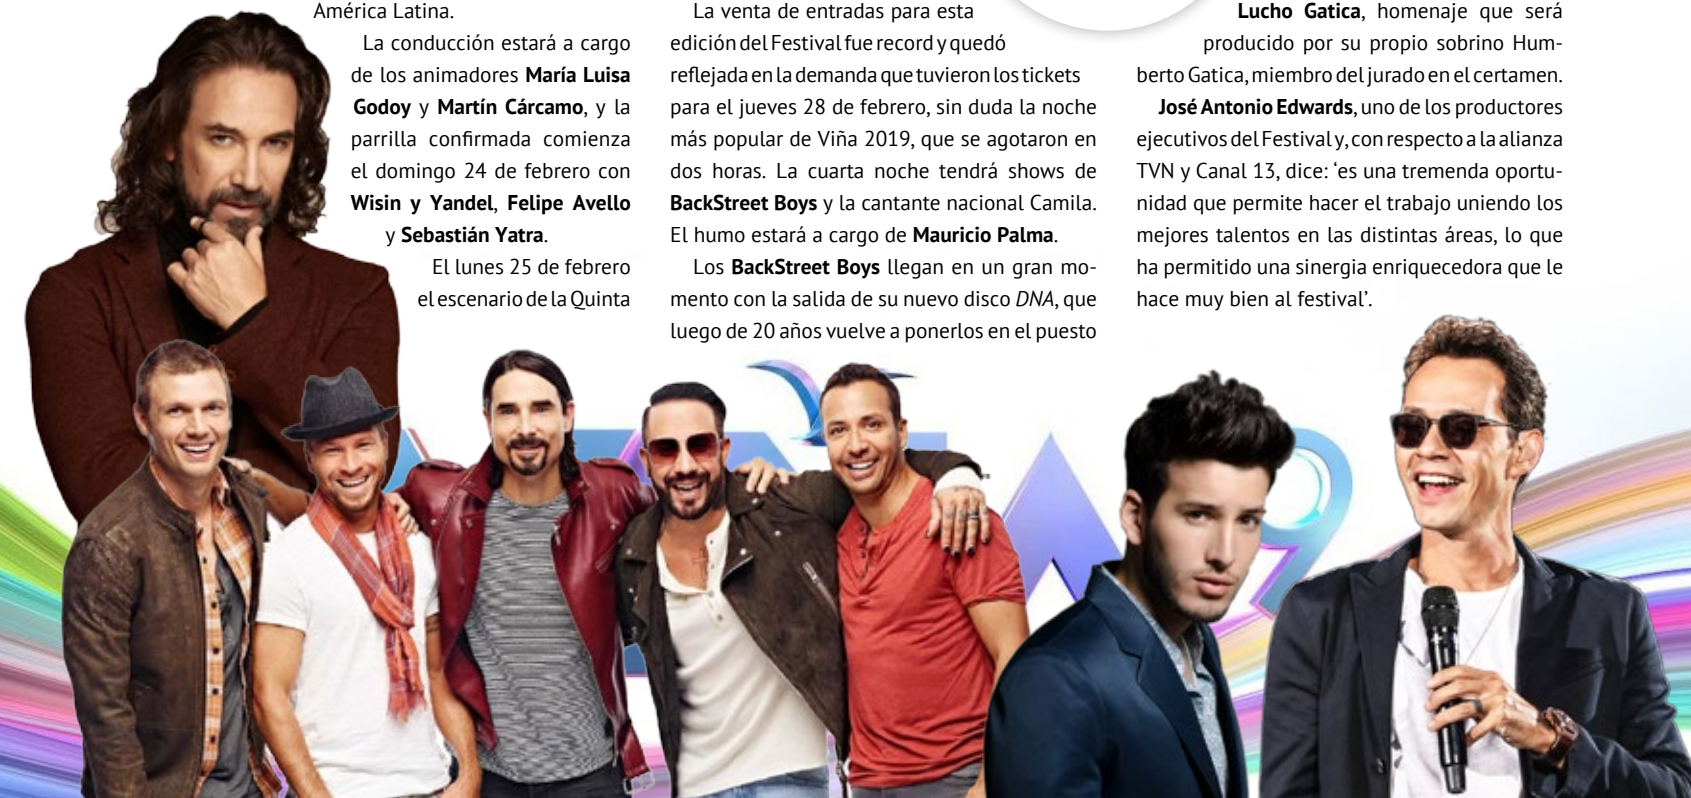 América Latina.
La conducción estará a cargo
de los animadores María Luisa
Godoy y Martín Cárcamo, y la
parrilla confirmada comienza
el domingo 24 de febrero con
Wisin y Yandel, Felipe Avello
y Sebastián Yatra.
El lunes 25 de febrero
el escenario de la Quinta
La venta de entradas para esta
edición del Festival fue record y quedó
reflejada en la demanda que tuvieron los tickets
para el jueves 28 de febrero, sin duda la noche
más popular de Viña 2019, que se agotaron en
dos horas. La cuarta noche tendrá shows de
BackStreet Boys y la cantante nacional Camila.
El humo estará a cargo de Mauricio Palma.
Los BackStreet Boys llegan en un gran mo-
mento con la salida de su nuevo disco DNA, que
luego de 20 años vuelve a ponerlos en el puesto
Lucho Gatica, homenaje que será
producido por su propio sobrino Hum-
berto Gatica, miembro del jurado en el certamen.
José Antonio Edwards, uno de los productores
ejecutivos del Festival y, con respecto a la alianza
TVN y Canal 13, dice: ‘es una tremenda oportu-
nidad que permite hacer el trabajo uniendo los
mejores talentos en las distintas áreas, lo que
ha permitido una sinergia enriquecedora que le
hace muy bien al festival’.